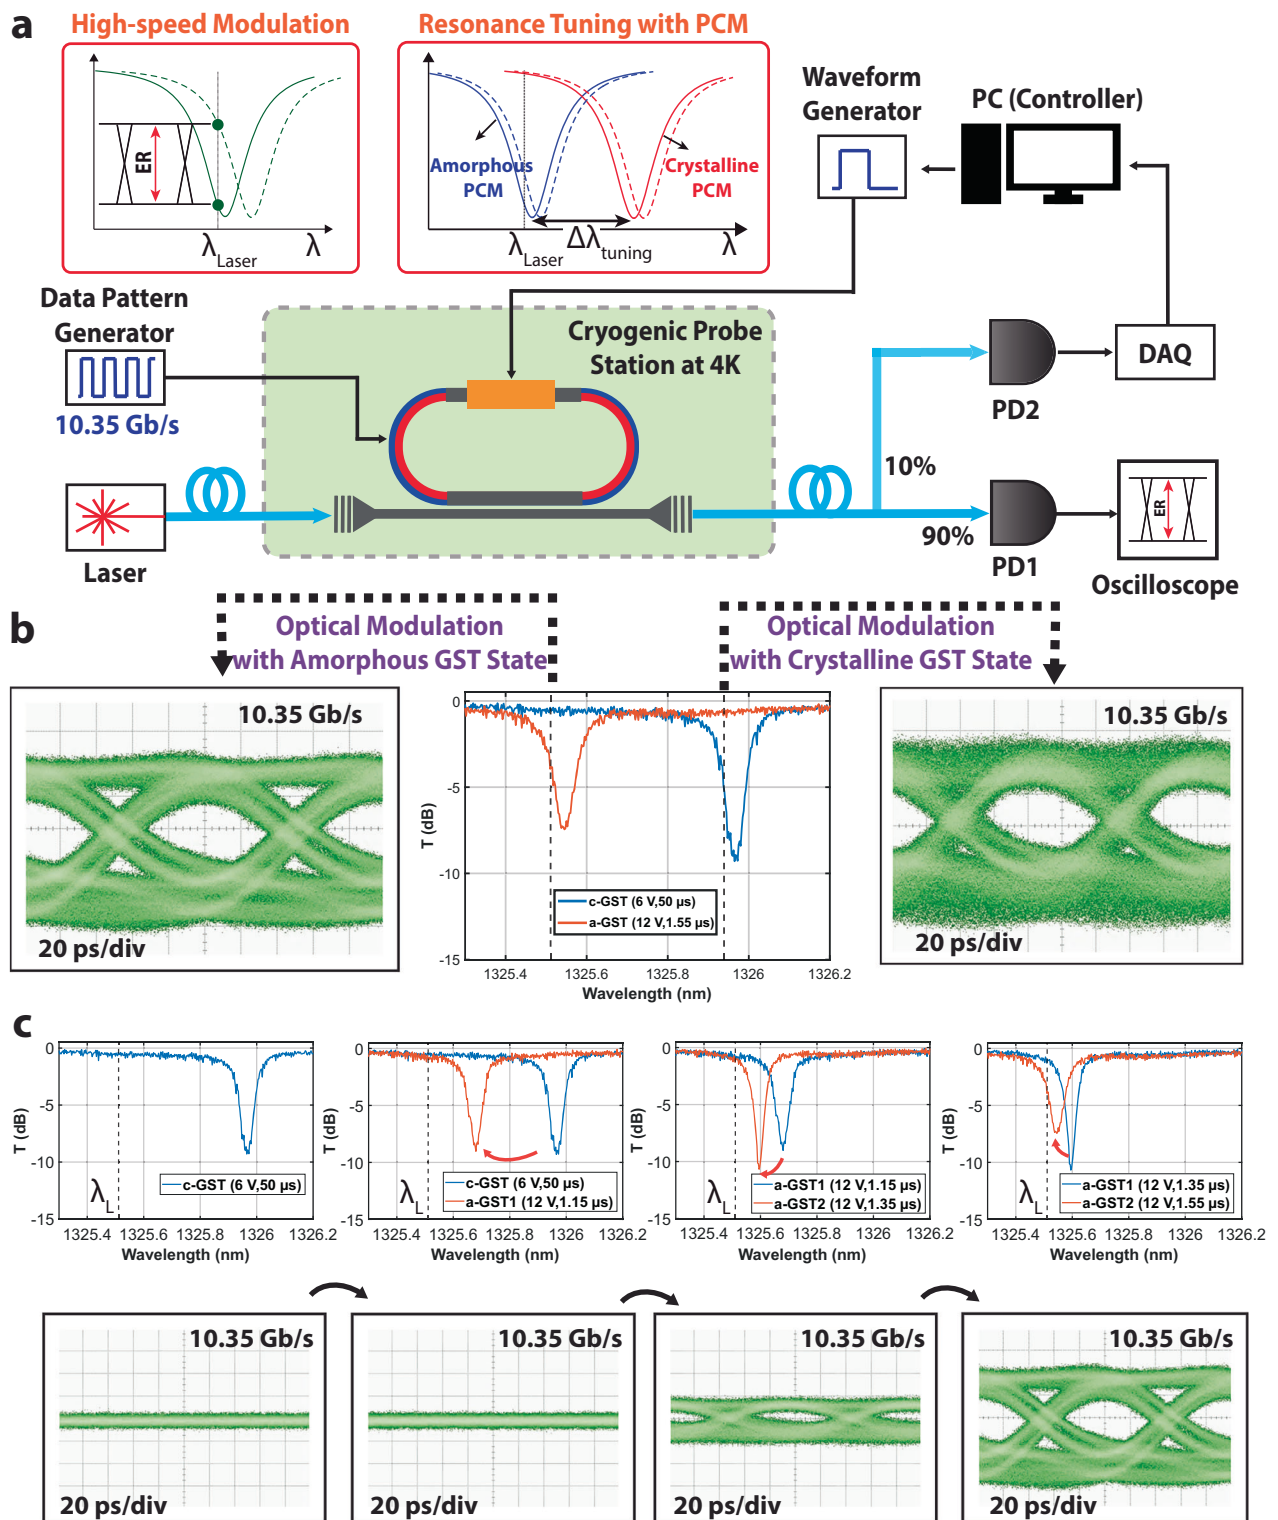 a
High-speed Modulation
ER
λLaser
λ
Resonance Tuning with PCM
Amorphous
PCM
Crystalline
PCM
λLaser
Δλtuning
λ
Waveform
Generator
PC (Controller)
Data Pattern
Generator
10.35 Gb/s
Laser
Cryogenic Probe
Station at 4K
10%
90%
PD2
DAQ
PD1
ER
Oscilloscope
b
Optical Modulation
with Amorphous GST State
Optical Modulation
with Crystalline GST State
10.35 Gb/s
20 ps/div
0
-5
-10
-15
T (dB)
c-GST (6 V,50 μs)
a-GST (12 V,1.55 μs)
1325.4 1325.6 1325.8 1326 1326.2
Wavelength (nm)
10.35 Gb/s
20 ps/div
c
0
-5
-10
-15
T (dB)
λL
c-GST (6 V,50 μs)
1325.4 1325.6 1325.8 1326 1326.2
Wavelength (nm)
0
-5
-10
-15
T (dB)
λL
c-GST (6 V,50 μs)
a-GST1 (12 V,1.15 μs)
1325.4 1325.6 1325.8 1326 1326.2
Wavelength (nm)
0
-5
-10
-15
T (dB)
λL
a-GST1 (12 V,1.15 μs)
a-GST2 (12 V,1.35 μs)
1325.4 1325.6 1325.8 1326 1326.2
Wavelength (nm)
0
-5
-10
-15
T (dB)
λL
a-GST1 (12 V,1.35 μs)
a-GST2 (12 V,1.55 μs)
1325.4 1325.6 1325.8 1326 1326.2
Wavelength (nm)
10.35 Gb/s
20 ps/div
10.35 Gb/s
20 ps/div
10.35 Gb/s
20 ps/div
10.35 Gb/s
20 ps/div